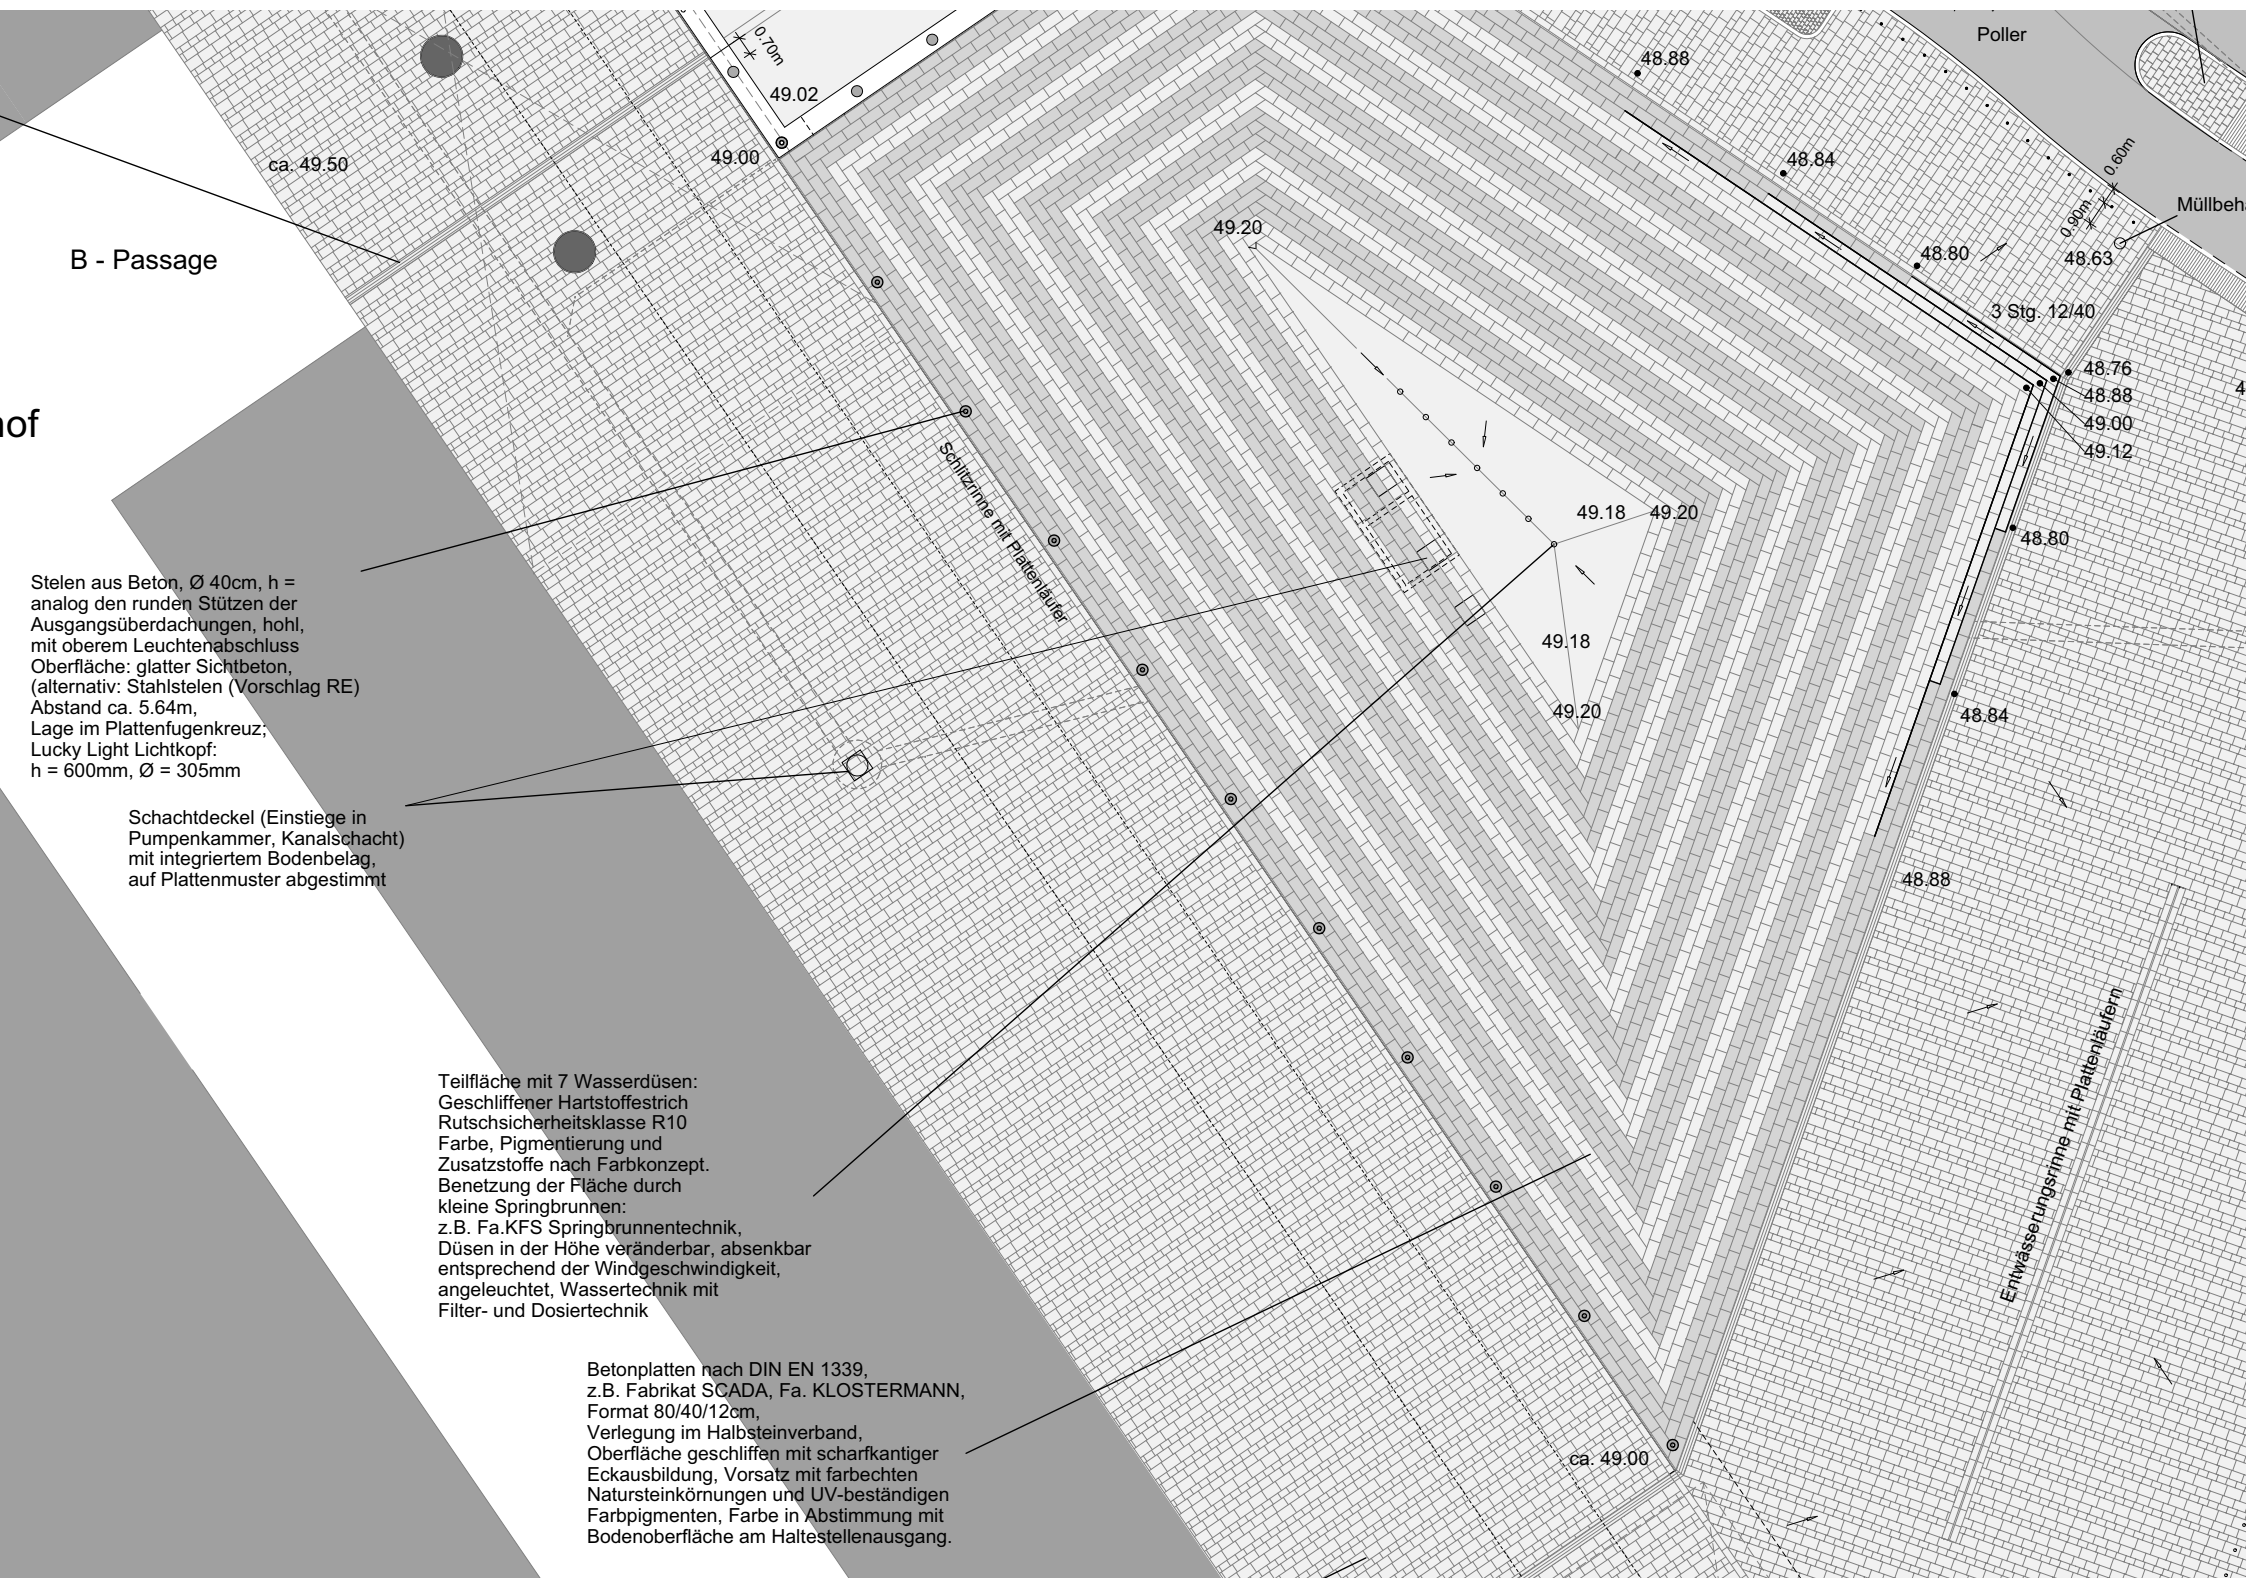 Poller
0.70m
48.88
49.02
49.00
ca. 49.50
48.84
0.60m
0.90m
48.80
48.63
49.20
B - Passage
3 Stg. 12/40
48.76
48.88
49.00
49.12
Schlitzrinne mit Plattenläufer
49.18
49.20
48.80
Stelen aus Beton, Ø 40cm, h =
analog den runden Stützen der
Ausgangsüberdachungen, hohl,
mit oberem Leuchtenabschluss
Oberfläche: glatter Sichtbeton,
(alternativ: Stahlstelen (Vorschlag RE)
Abstand ca. 5.64m,
Lage im Plattenfugenkreuz;
Lucky Light Lichtkopf:
h = 600mm, Ø = 305mm
49.18
49.20
48.84
Schachtdeckel (Einstiege in
Pumpenkammer, Kanalschacht)
mit integriertem Bodenbelag,
auf Plattenmuster abgestimmt
48.88
Entwässerungsrinne mit Plattenläufern
Teilfläche mit 7 Wasserdüsen:
Geschliffener Hartstoffestrich
Rutschsicherheitsklasse R10
Farbe, Pigmentierung und
Zusatzstoffe nach Farbkonzept.
Benetzung der Fläche durch
kleine Springbrunnen:
z.B. Fa.KFS Springbrunnentechnik,
Düsen in der Höhe veränderbar, absenkbar
entsprechend der Windgeschwindigkeit,
angeleuchtet, Wassertechnik mit
Filter- und Dosiertechnik
Betonplatten nach DIN EN 1339,
z.B. Fabrikat SCADA, Fa. KLOSTERMANN,
Format 80/40/12cm,
Verlegung im Halbsteinverband,
Oberfläche geschliffen mit scharfkantiger
Eckausbildung, Vorsatz mit farbechten
Natursteinkörnungen und UV-beständigen
Farbpigmenten, Farbe in Abstimmung mit
Bodenoberfläche am Haltestellenausgang.
ca. 49.00